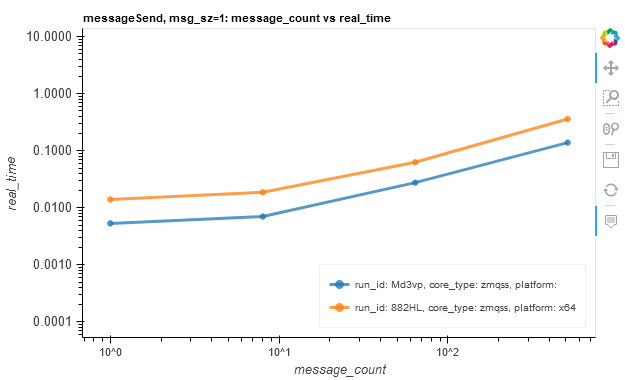 messageSend, msg_sz=1: message_count vs real_time
10.0000
1.0000
0.1000
0.0100
0.0010
0.0001
real_time
run_id: Md3vp, core_type: zmqss, platform:
run_id: 882HL, core_type: zmqss, platform: x64
10^0
10^1
10^2
message_count